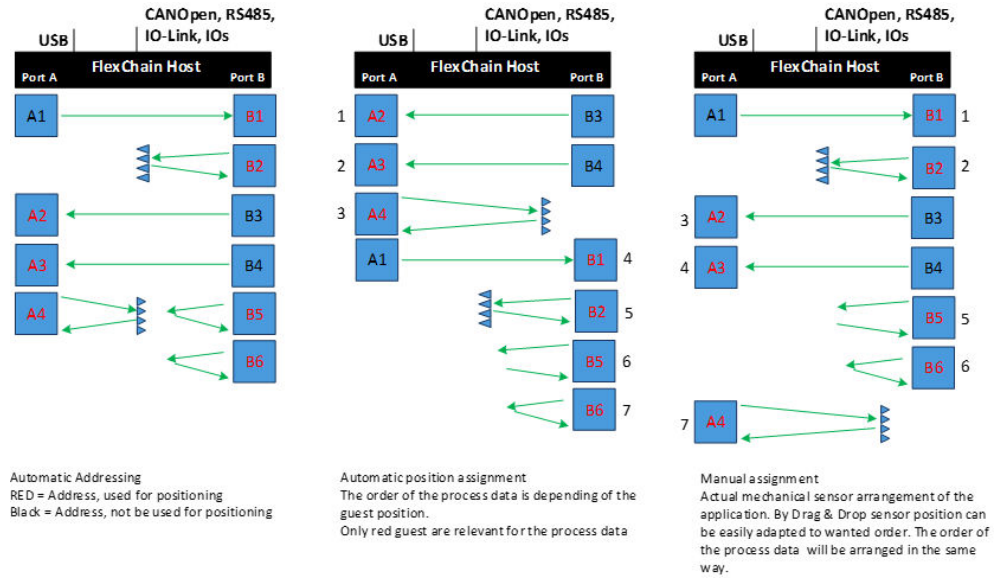 CANOpen, RS485,
USB IO-Link, IOs
FlexChain Host
Port A Port B
A1 B1
B2
A2 B3
A3 B4
A4 B5
B6
Automatic Addressing
RED = Address, used for positioning
Black = Address, not be used for positioning
CANOpen, RS485,
USB IO-Link, IOs
FlexChain Host
Port A Port B
1 A2 B3
2 A3 B4
3 A4
A1 B1 4
B2 5
B5 6
B6 7
Automatic position assignment
The order of the process data is depending of the
guest position.
Only red guest are relevant for the process data
CANOpen, RS485,
USB IO-Link, IOs
FlexChain Host
Port A Port B
A1 B1 1
B2 2
3 A2 B3
4 A3 B4
B5 5
B6 6
7 A4
Manual assignment
Actual mechanical sensor arrangement of the
application. By Drag & Drop sensor position can
be easily adapted to wanted order. The order of
the process data will be arranged in the same
way.